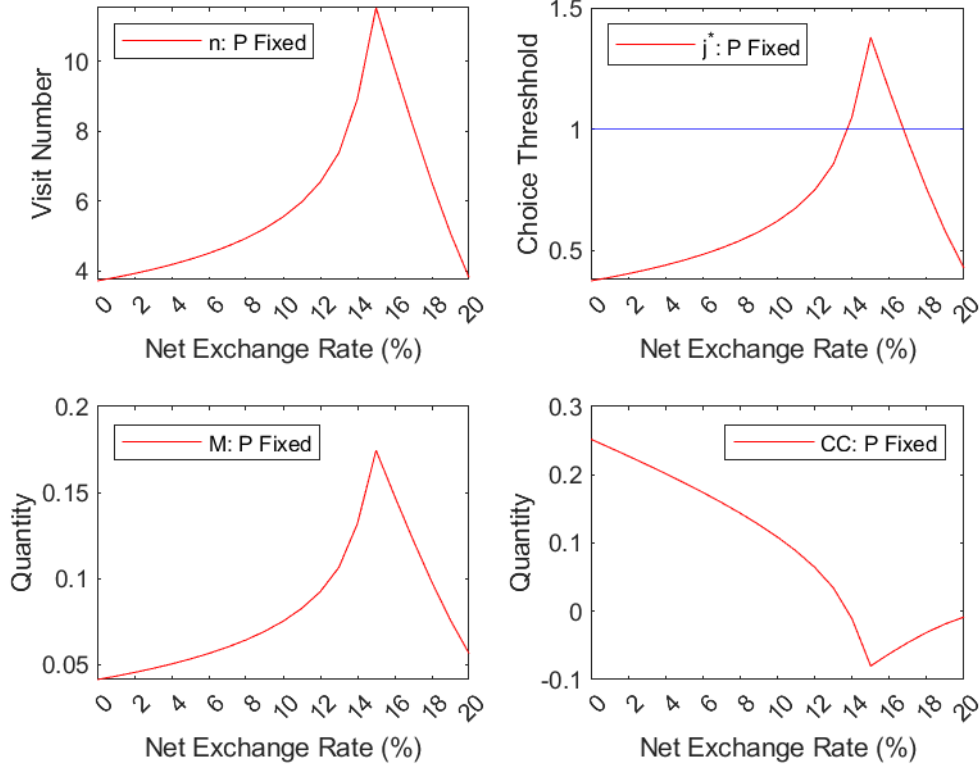 n: P Fixed
Visit Number
4
6
8
10
0 2 4 6 8 10 12 14 16 18 20
Net Exchange Rate (%)
j*: P Fixed
Choice Threshhold
0.5
1
1.5
0 2 4 6 8 10 12 14 16 18 20
Net Exchange Rate (%)
M: P Fixed
Quantity
0.05
0.1
0.15
0.2
0 2 4 6 8 10 12 14 16 18 20
Net Exchange Rate (%)
CC: P Fixed
Quantity
-0.1
0
0.1
0.2
0.3
0 2 4 6 8 10 12 14 16 18 20
Net Exchange Rate (%)